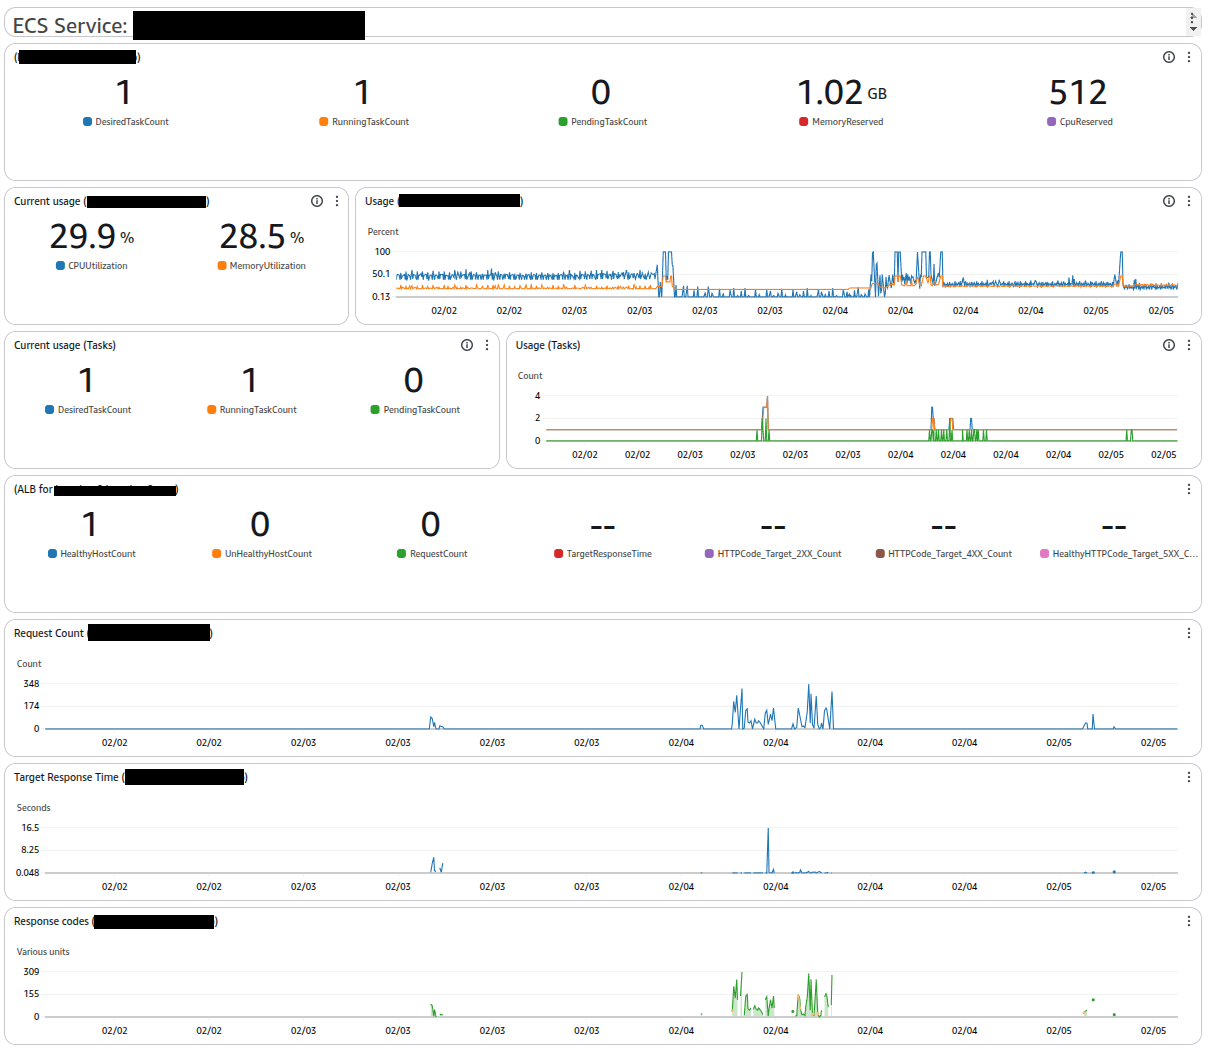 ECS Service:
( )
1 1 0 1.02 GB 512
DesiredTaskCount RunningTaskCount PendingTaskCount MemoryReserved CpuReserved
Current usage ( )
29.9 % 28.5 %
CPUUtilization MemoryUtilization
Usage ( )
Percent
100
50.1
0.13
02/02 02/02 02/03 02/03 02/03 02/03 02/04 02/04 02/04 02/04 02/05 02/05
Current usage (Tasks)
1 1 0
DesiredTaskCount RunningTaskCount PendingTaskCount
Usage (Tasks)
Count
4
2
0
02/02 02/02 02/03 02/03 02/03 02/03 02/04 02/04 02/04 02/04 02/05 02/05
(ALB for )
1 0 0 -- -- -- --
HealthyHostCount UnHealthyHostCount RequestCount TargetResponseTime HTTPCode_Target_2XX_Count HTTPCode_Target_4XX_Count HealthyHTTPCode_Target_5XX_C...
Request Count ( )
Count
348
174
0
02/02 02/02 02/03 02/03 02/03 02/03 02/04 02/04 02/04 02/04 02/05 02/05
Target Response Time ( )
Seconds
16.5
8.25
0.048
02/02 02/02 02/03 02/03 02/03 02/03 02/04 02/04 02/04 02/04 02/05 02/05
Response codes ( )
Various units
309
155
0
02/02 02/02 02/03 02/03 02/03 02/03 02/04 02/04 02/04 02/04 02/05 02/05